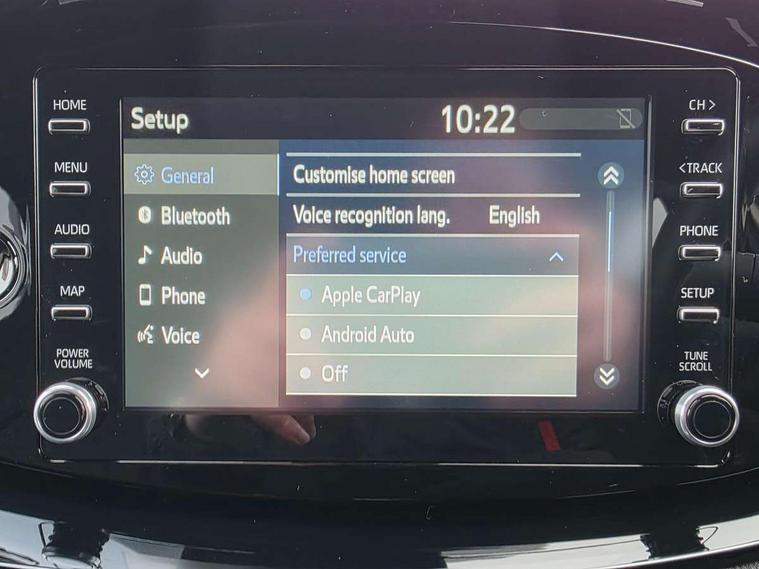 HOME
MENU
AUDIO
MAP
POWER
VOLUME
Setup 10:22
General
Bluetooth
Audio
Phone
Voice
Customise home screen
Voice recognition lang. English
Preferred service
Apple CarPlay
Android Auto
Off
CH >
< TRACK
PHONE
SETUP
TUNE
SCROLL